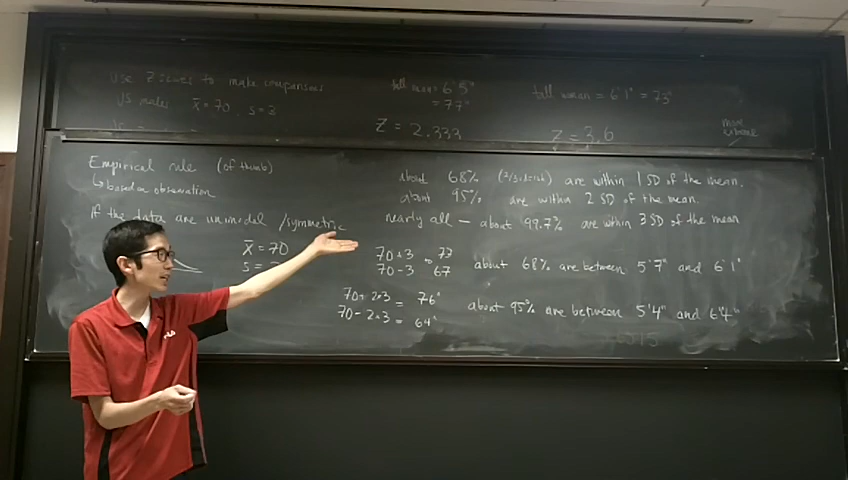 use Z scores to make comparisons
US males x̄ = 70 s = 3
tall man = 6'5"
= 77"
Z = 2.333
tall woman = 6'1" = 73"
Z = 3.6
more
Empirical rule (of thumb)
↳ based on observation
If the data are unimodal / symmetric
x̄ = 70
s =
about 68% are within 1 SD of the mean.
about 95% are within 2 SD of the mean.
nearly all — about 99.7% are within 3 SD of the mean
70+3 = 73
70-3 67
about 68% are between 5'7" and 6'1"
70+2×3 = 76"
70-2×3 = 64"
about 95% are between 5'4" and 6'4"
FILA